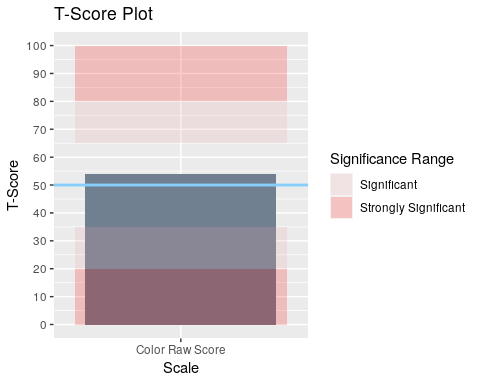 T-Score Plot
T-Score
100
90
80
70
60
50
40
30
20
10
0
Color Raw Score
Scale
Significance Range
Significant
Strongly Significant